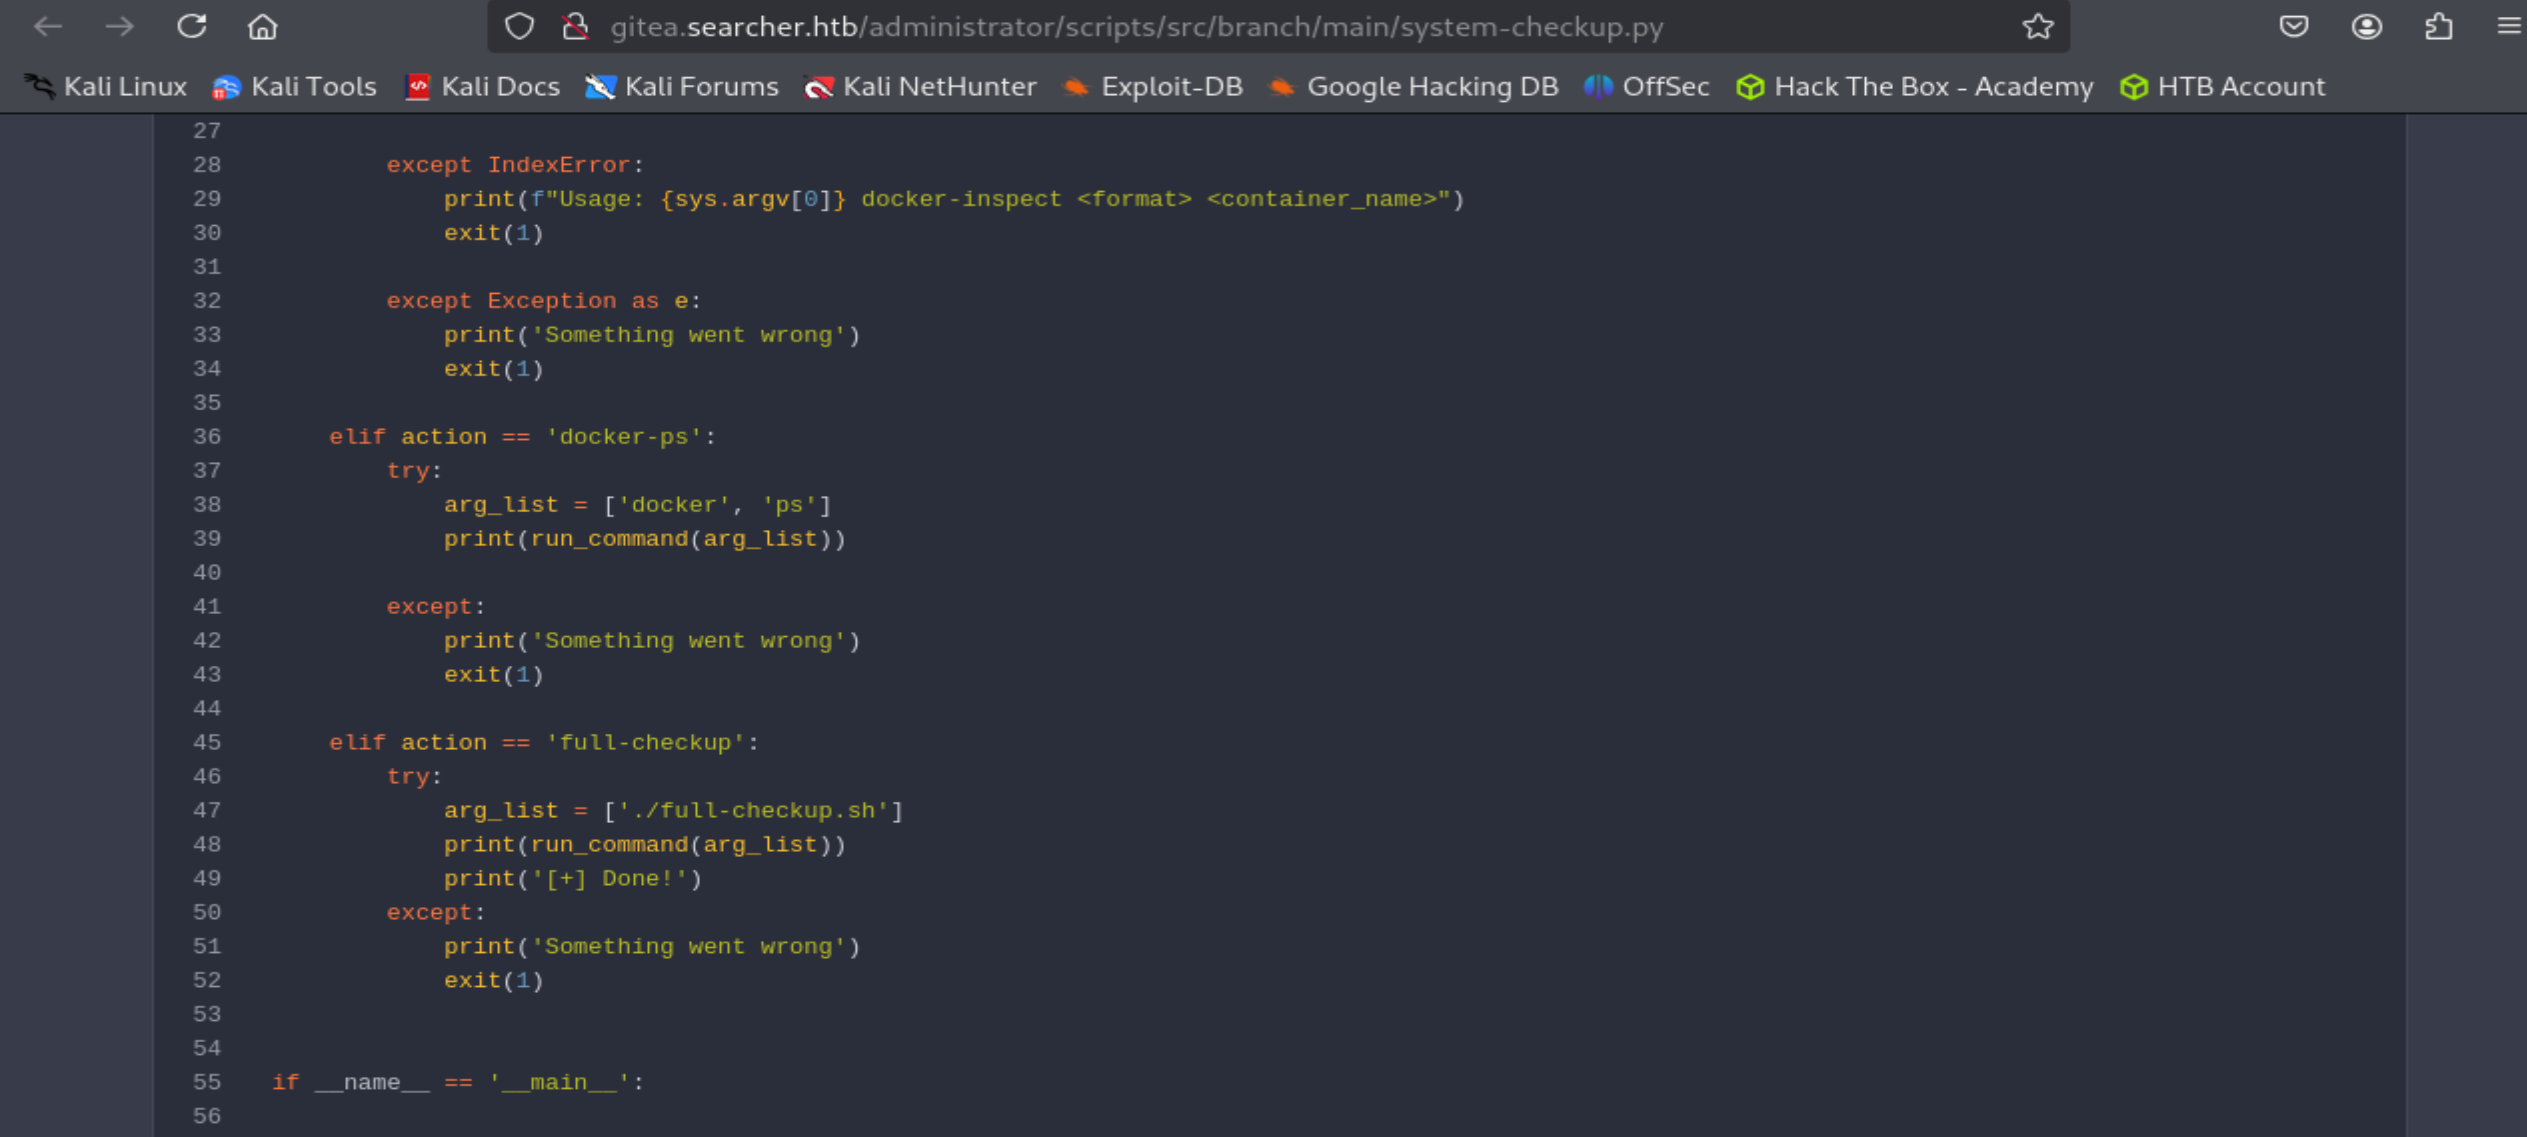 gitea.searcher.htb/administrator/scripts/src/branch/main/system-checkup.py
Kali Linux Kali Tools Kali Docs Kali Forums Kali NetHunter Exploit-DB Google Hacking DB OffSec Hack The Box - Academy HTB Account
27
28 except IndexError:
29 print(f"Usage: {sys.argv[0]} docker-inspect <format> <container_name>")
30 exit(1)
31
32 except Exception as e:
33 print('Something went wrong')
34 exit(1)
35
36 elif action == 'docker-ps':
37 try:
38 arg_list = ['docker', 'ps']
39 print(run_command(arg_list))
40
41 except:
42 print('Something went wrong')
43 exit(1)
44
45 elif action == 'full-checkup':
46 try:
47 arg_list = ['./full-checkup.sh']
48 print(run_command(arg_list))
49 print('[+] Done!')
50 except:
51 print('Something went wrong')
52 exit(1)
53
54
55 if __name__ == '__main__':
56